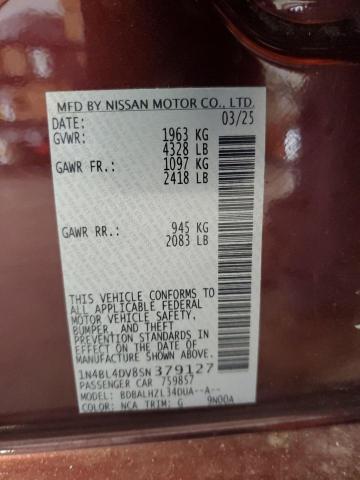 MFD BY NISSAN MOTOR CO., LTD.
DATE: 03/25
GVWR: 1963 KG
4328 LB
GAWR FR.: 1097 KG
2418 LB
GAWR RR.: 945 KG
2083 LB
THIS VEHICLE CONFORMS TO
ALL APPLICABLE FEDERAL
MOTOR VEHICLE SAFETY,
BUMPER, AND THEFT
PREVENTION STANDARDS
IN EFFECT ON THE DATE OF
MANUFACTURE SHOWN ABOVE.
1N4BL4DV8SN379127
PASSENGER CAR 759857
MODEL: BDBALHZL34DUA--A--
COLOR: NCA TRIM: G 9N00A